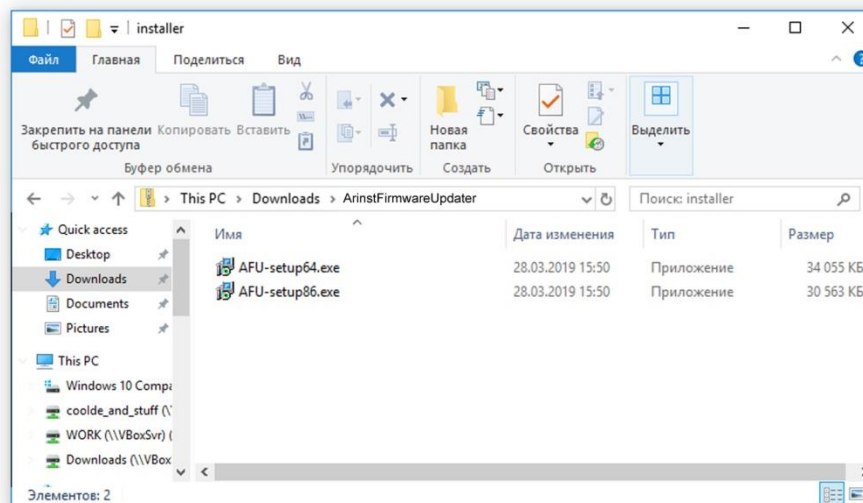 installer
Файл Главная Поделиться Вид
Закрепить на панели быстрого доступа
Копировать
Вставить
Новая папка
Свойства
Выделить
Буфер обмена Упорядочить Создать Открыть
This PC > Downloads > ArinstFirmwareUpdater
Поиск: installer
Quick access
Desktop
Downloads
Documents
Pictures
This PC
Windows 10 Compa
coolde_and_stuff (\
WORK (\\VBoxSvr) (
Downloads (\\VBox
Имя Дата изменения Тип Размер
AFU-setup64.exe 28.03.2019 15:50 Приложение 34 055 КБ
AFU-setup86.exe 28.03.2019 15:50 Приложение 30 563 КБ
Элементов: 2